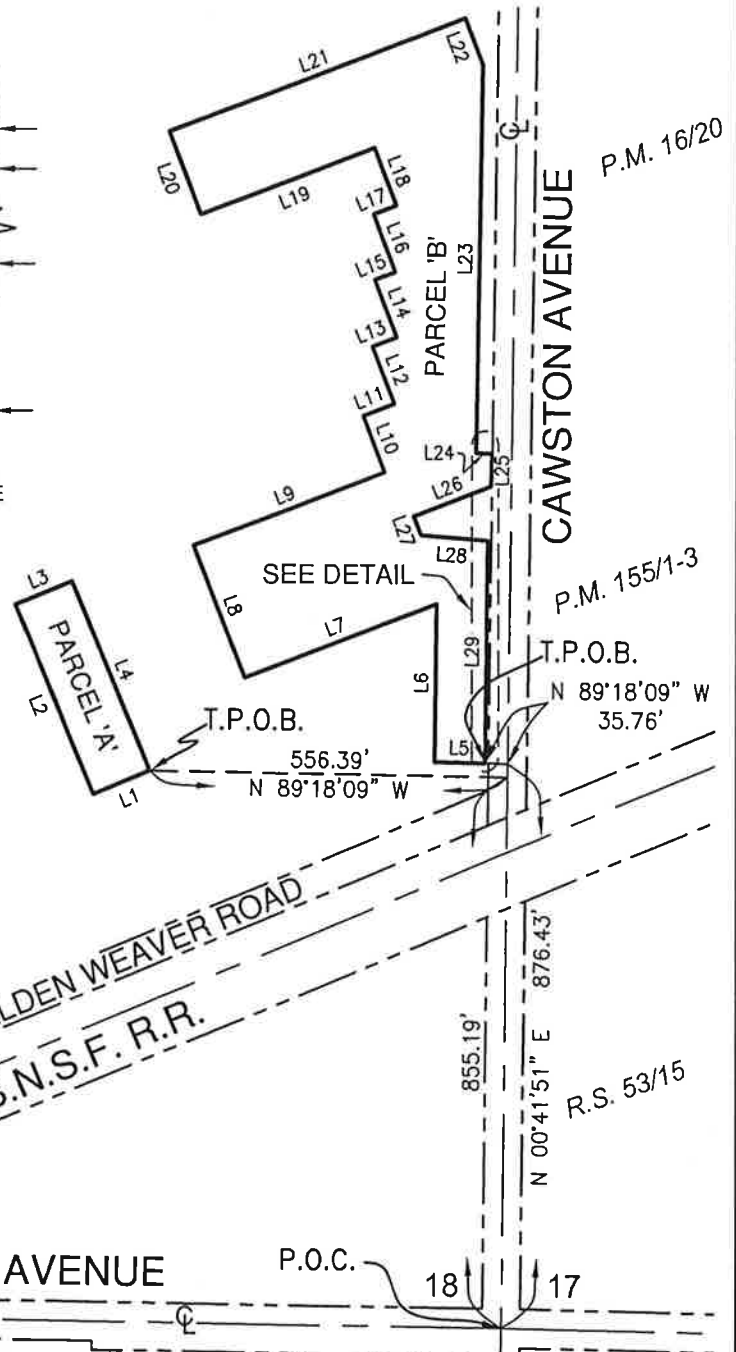 L21
L22
L20
L19
L18
L17
L16
L15
L14
L13
L12
L11
L10
L9
L8
L7
L6
L5
L23
PARCEL 'B'
CL
CAWSTON AVENUE
P.M. 16/20
L24
L25
L26
L27
L28
L29
SEE DETAIL
P.M. 155/1-3
T.P.O.B.
N 89°18'09" W
35.76'
L3
L4
L2
L1
PARCEL 'A'
T.P.O.B.
556.39'
N 89°18'09" W
LDEN WEAVER ROAD
.N.S.F. R.R.
855.19'
N 00°41'51" E 876.43'
R.S. 53/15
AVENUE
P.O.C.
18
17
CL